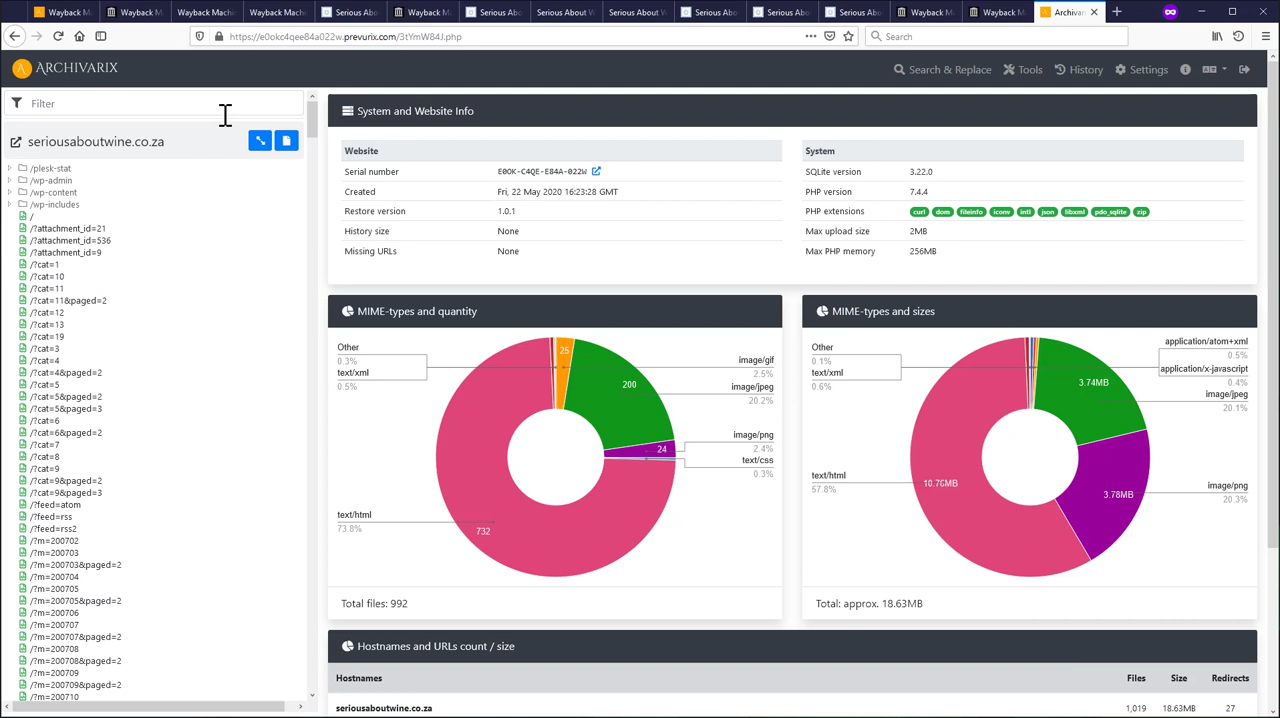 Wayback M
Wayback M
Wayback Machi
Wayback Mach
Serious Abo
Wayback M
Serious Ab
Serious About W
Serious About W
Serious Ab
Serious Ab
Serious Ab
Wayback M
Wayback M
Archivari
https://e0okc4qee84a022w.prevurix.com/3tYmW84J.php
Search
ARCHIVARIX
Search & Replace
Tools
History
Settings
Filter
seriousaboutwine.co.za
/plesk-stat
/wp-admin
/wp-content
/wp-includes
/
/?attachment_id=21
/?attachment_id=536
/?attachment_id=9
/?cat=1
/?cat=10
/?cat=11
/?cat=11&paged=2
/?cat=12
/?cat=13
/?cat=19
/?cat=3
/?cat=4
/?cat=4&paged=2
/?cat=5
/?cat=5&paged=2
/?cat=5&paged=3
/?cat=6
/?cat=6&paged=2
/?cat=7
/?cat=8
/?cat=9
/?cat=9&paged=2
/?cat=9&paged=3
/?feed=atom
/?feed=rss
/?feed=rss2
/?m=200702
/?m=200703
/?m=200703&paged=2
/?m=200704
/?m=200705
/?m=200705&paged=2
/?m=200706
/?m=200707
/?m=200707&paged=2
/?m=200708
/?m=200708&paged=2
/?m=200709
/?m=200709&paged=2
/?m=200710
System and Website Info
Website
Serial number E0OK-C4QE-E84A-022W
Created Fri, 22 May 2020 16:23:28 GMT
Restore version 1.0.1
History size None
Missing URLs None
System
SQLite version 3.22.0
PHP version 7.4.4
PHP extensions curl dom fileinfo iconv intl json libxml pdo_sqlite zip
Max upload size 2MB
Max PHP memory 256MB
MIME-types and quantity
Other
0.3%
text/xml
0.5%
text/html
73.8%
25
200
24
732
image/gif
2.5%
image/jpeg
20.2%
image/png
2.4%
text/css
0.3%
Total files: 992
MIME-types and sizes
Other
0.1%
text/xml
0.6%
text/html
57.8%
3.74MB
10.76MB
3.78MB
application/atom+xml
0.5%
application/x-javascript
0.4%
image/jpeg
20.1%
image/png
20.3%
Total: approx. 18.63MB
Hostnames and URLs count / size
Hostnames Files Size Redirects
seriousaboutwine.co.za 1,019 18.63MB 27